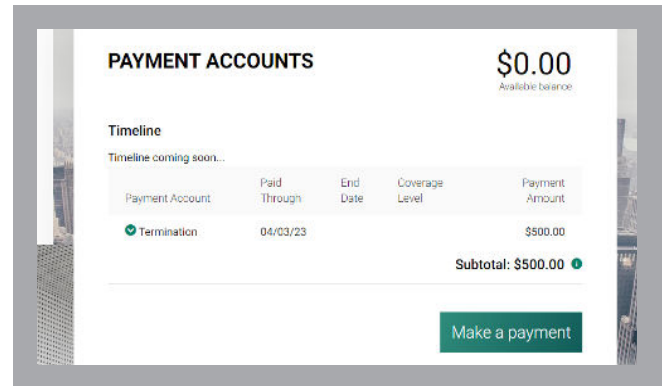 PAYMENT ACCOUNTS
$0.00
Available balance
Timeline
Timeline coming soon...
Payment Account Paid Through End Date Coverage Level Payment Amount
Termination 04/03/23 $500.00
Subtotal: $500.00
Make a payment